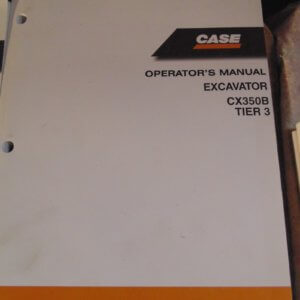 CASE
OPERATOR'S MANUAL
EXCAVATOR
CX350B
TIER 3